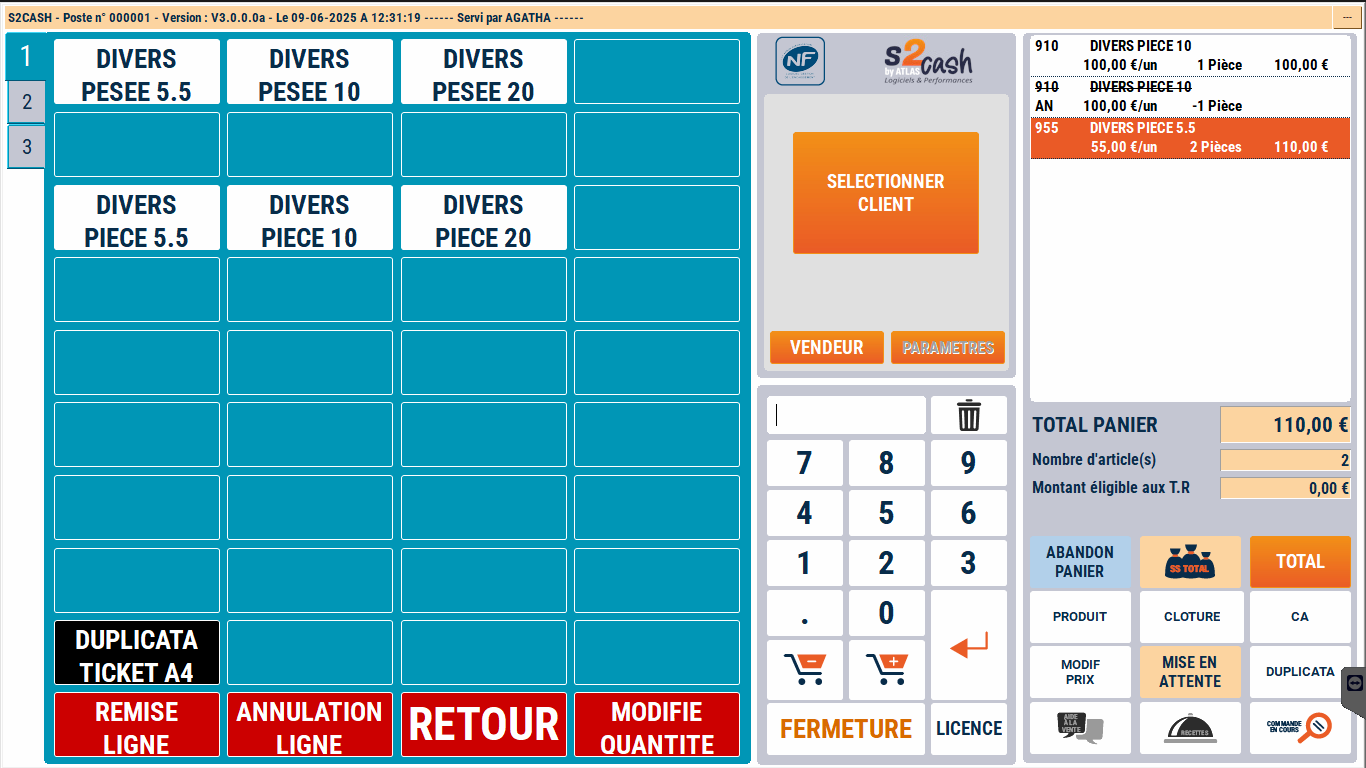 S2CASH - Poste n° 000001 - Version : V3.0.0.0a - Le 09-06-2025 A 12:31:19 ------ Servi par AGATHA ------
---
1
2
3
DIVERS
PESEE 5.5
DIVERS
PESEE 10
DIVERS
PESEE 20
DIVERS
PIECE 5.5
DIVERS
PIECE 10
DIVERS
PIECE 20
DUPLICATA
TICKET A4
REMISE
LIGNE
ANNULATION
LIGNE
RETOUR
MODIFIE
QUANTITE
NF
s2cash
by ATLAS
Logiciels & Performances
SELECTIONNER
CLIENT
VENDEUR
PARAMETRES
7
8
9
4
5
6
1
2
3
.
0
FERMETURE
LICENCE
910 DIVERS PIECE 10
100,00 €/un 1 Pièce 100,00 €
910 DIVERS PIECE 10
AN 100,00 €/un -1 Pièce
955 DIVERS PIECE 5.5
55,00 €/un 2 Pièces 110,00 €
TOTAL PANIER 110,00 €
Nombre d'article(s) 2
Montant éligible aux T.R 0,00 €
ABANDON
PANIER
SS TOTAL
TOTAL
PRODUIT
CLOTURE
CA
MODIF
PRIX
MISE EN
ATTENTE
DUPLICATA
AIDE
À LA
VENTE
RECETTES
COMMANDE
EN COURS